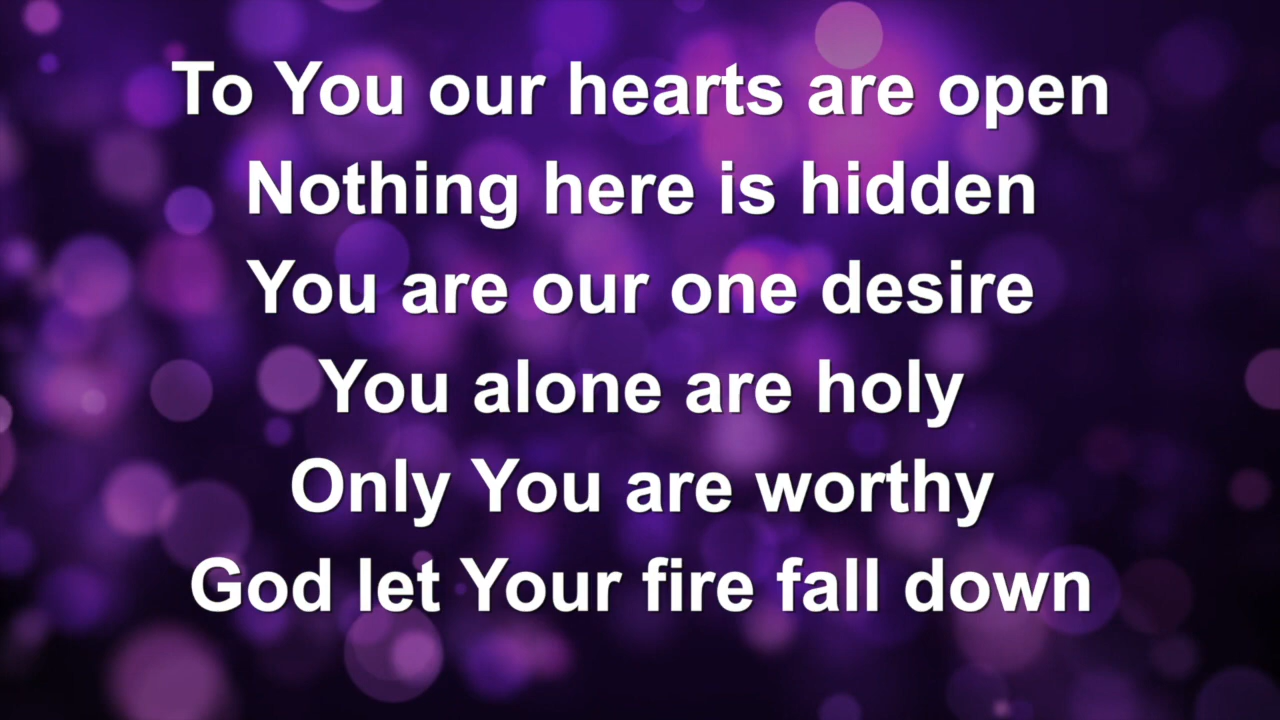 To You our hearts are open
Nothing here is hidden
You are our one desire
You alone are holy
Only You are worthy
God let Your fire fall down